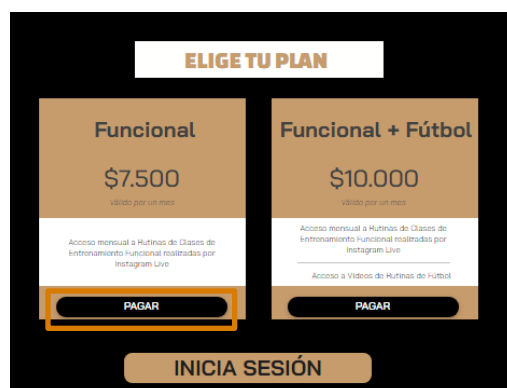 ELIGE TU PLAN
Funcional
$7.500
Válido por un mes
Acceso mensual a Rutinas de Clases de
Entrenamiento Funcional realizadas por
Instagram Live
PAGAR
Funcional + Fútbol
$10.000
Válido por un mes
Acceso mensual a Rutinas de Clases de
Entrenamiento Funcional realizadas por
Instagram Live
Acceso a Videos de Rutinas de Fútbol
PAGAR
INICIA SESIÓN